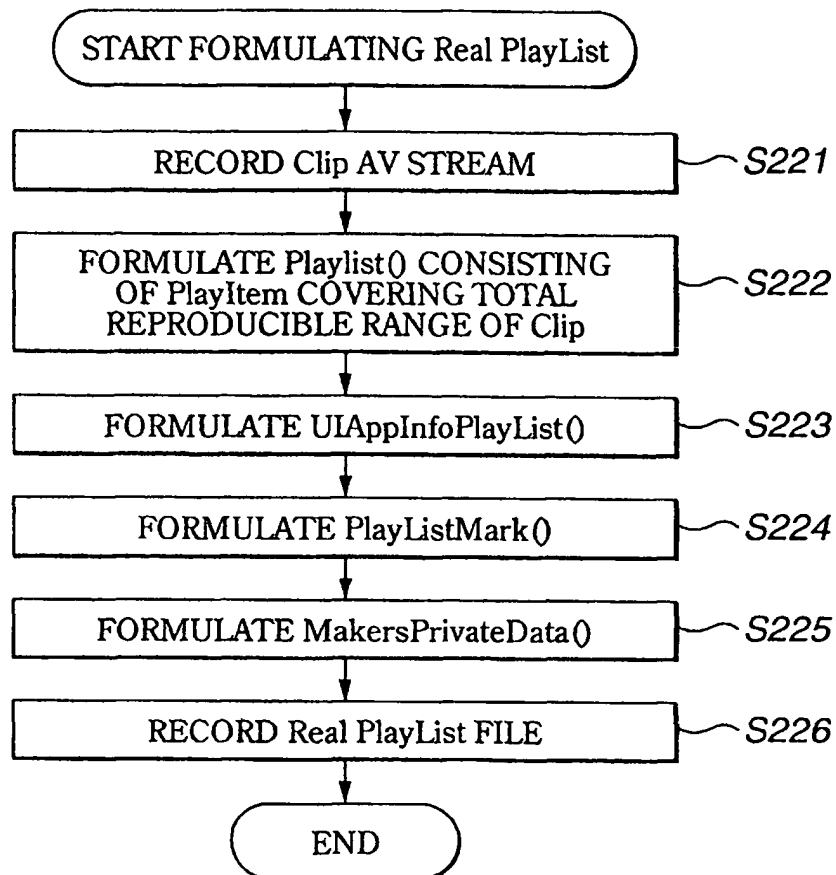 START FORMULATING Real PlayList
RECORD Clip AV STREAM
S221
FORMULATE Playlist() CONSISTING
OF PlayItem COVERING TOTAL
REPRODUCIBLE RANGE OF Clip
S222
FORMULATE UIAppInfoPlayList()
S223
FORMULATE PlayListMark()
S224
FORMULATE MakersPrivateData()
S225
RECORD Real PlayList FILE
S226
END